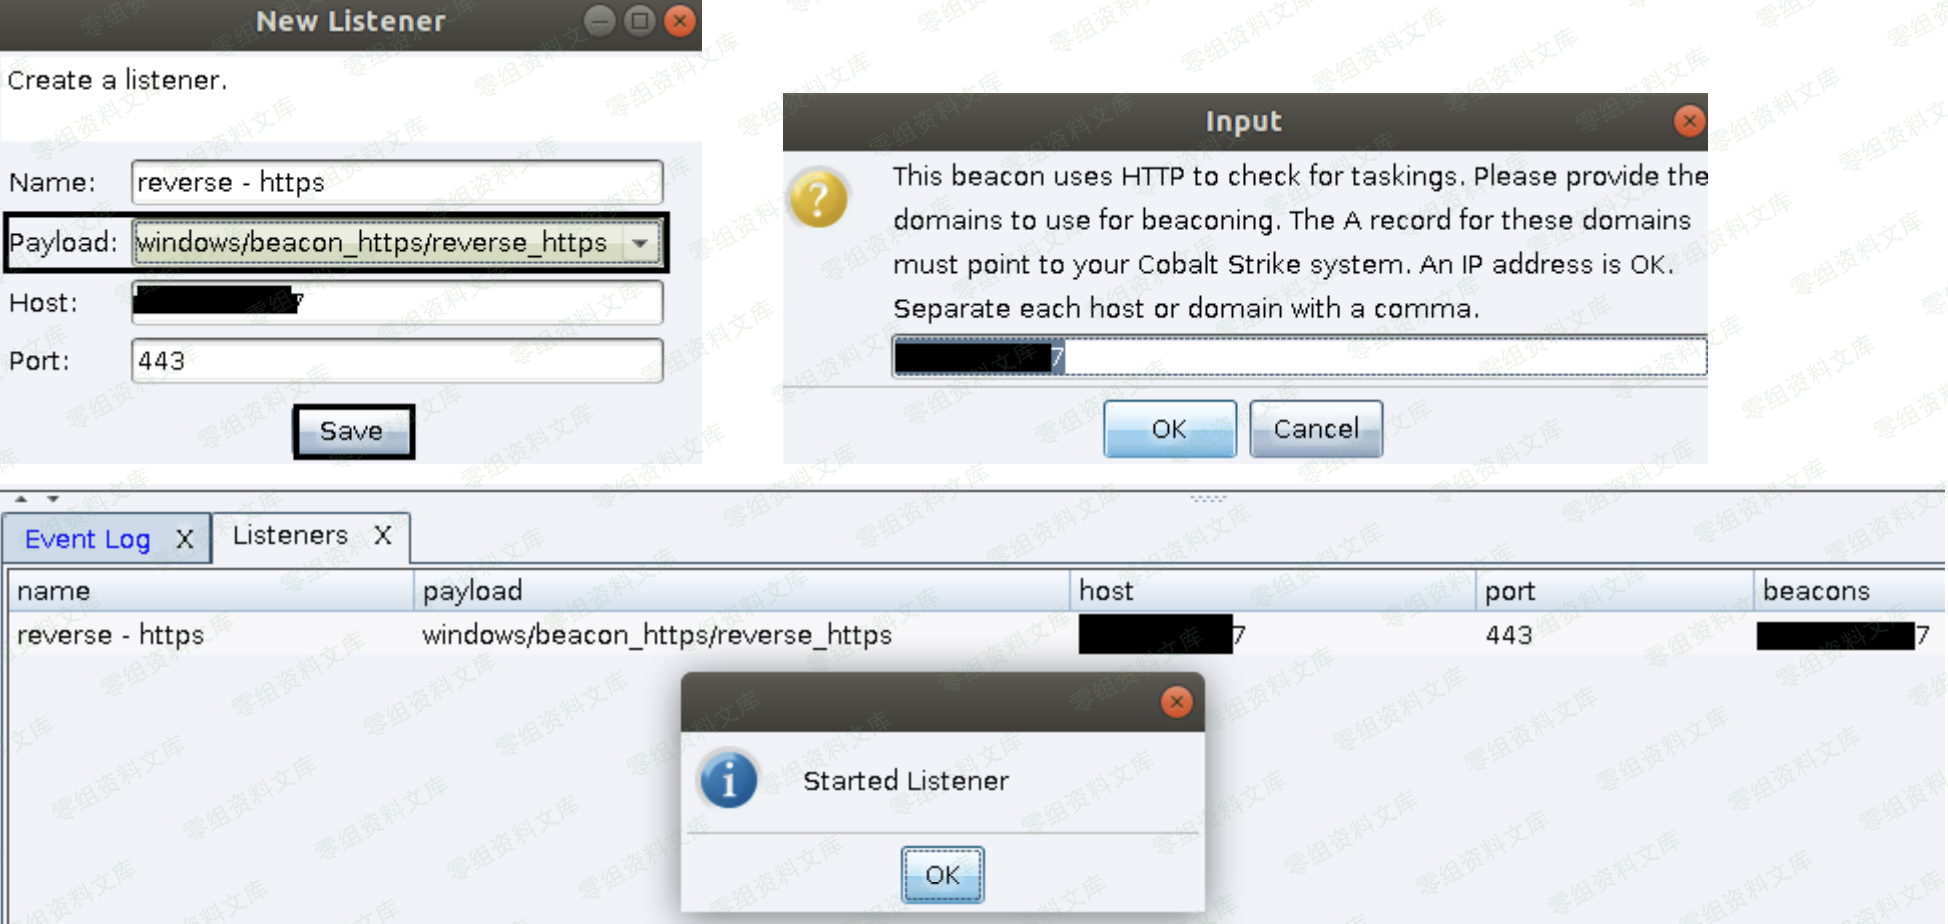 New Listener
Create a listener.
Name: reverse - https
Payload: windows/beacon_https/reverse_https
Host: 7
Port: 443
Save
Input
This beacon uses HTTP to check for taskings. Please provide the
domains to use for beaconing. The A record for these domains
must point to your Cobalt Strike system. An IP address is OK.
Separate each host or domain with a comma.
7
OK Cancel
Event Log X Listeners X
name payload host port beacons
reverse - https windows/beacon_https/reverse_https 7 443 7
Started Listener
OK
零组资料文库